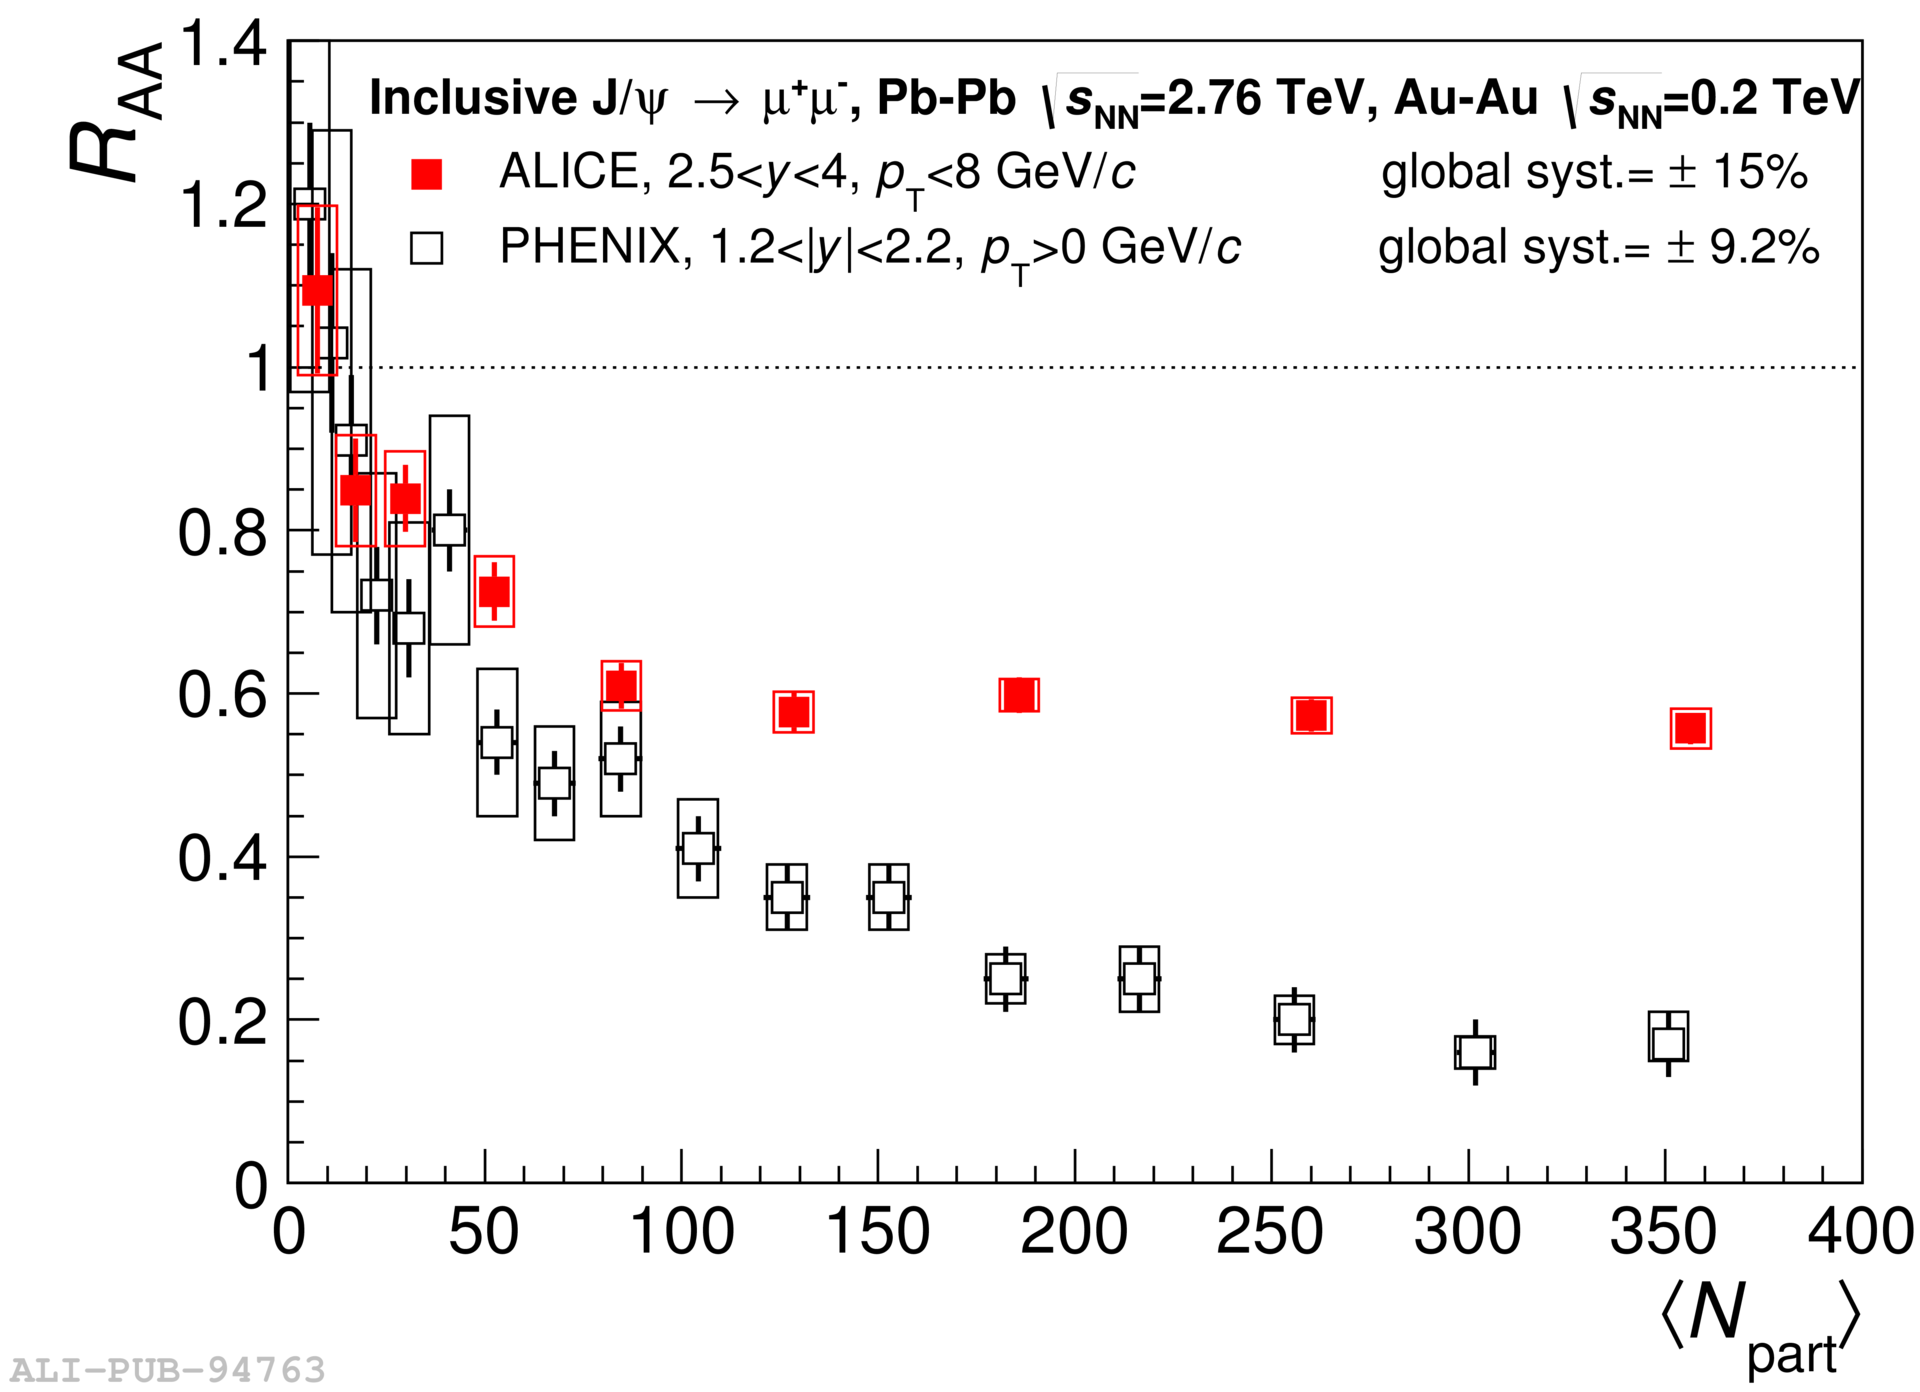 R_AA
Inclusive J/ψ → μ⁺μ⁻, Pb-Pb √s_NN=2.76 TeV, Au-Au √s_NN=0.2 TeV
ALICE, 2.5<y<4, p_T<8 GeV/c global syst.= ± 15%
PHENIX, 1.2<|y|<2.2, p_T>0 GeV/c global syst.= ± 9.2%
1.4
1.2
1
0.8
0.6
0.4
0.2
0
0 50 100 150 200 250 300 350 400
⟨N_part⟩
ALI-PUB-94763